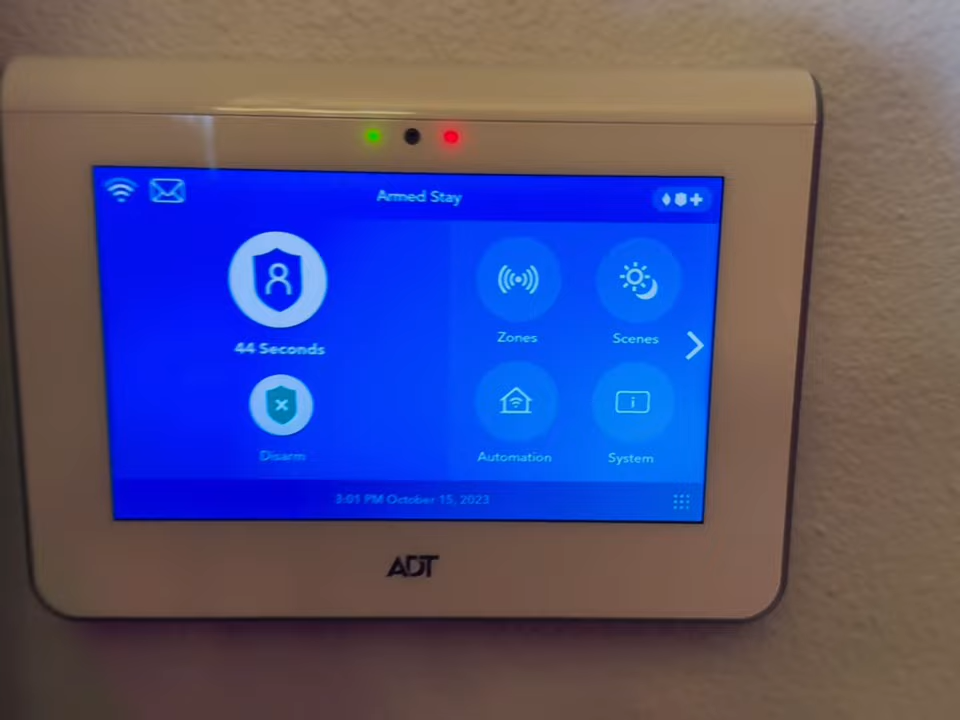 Armed Stay
44 Seconds
Zones
Scenes
Disarm
Automation
System
3:01 PM October 15, 2023
ADT